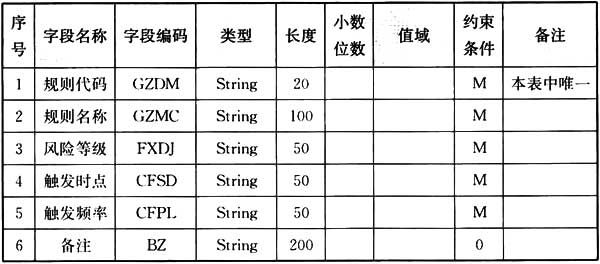 序号 字段名称 字段编码 类型 长度 小数位数 值域 约束条件 备注
1 规则代码 GZDM String 20 M 本表中唯一
2 规则名称 GZMC String 100 M
3 风险等级 FXDJ String 50 M
4 触发时点 CFSD String 50 M
5 触发频率 CFPL String 50 M
6 备注 BZ String 200 0